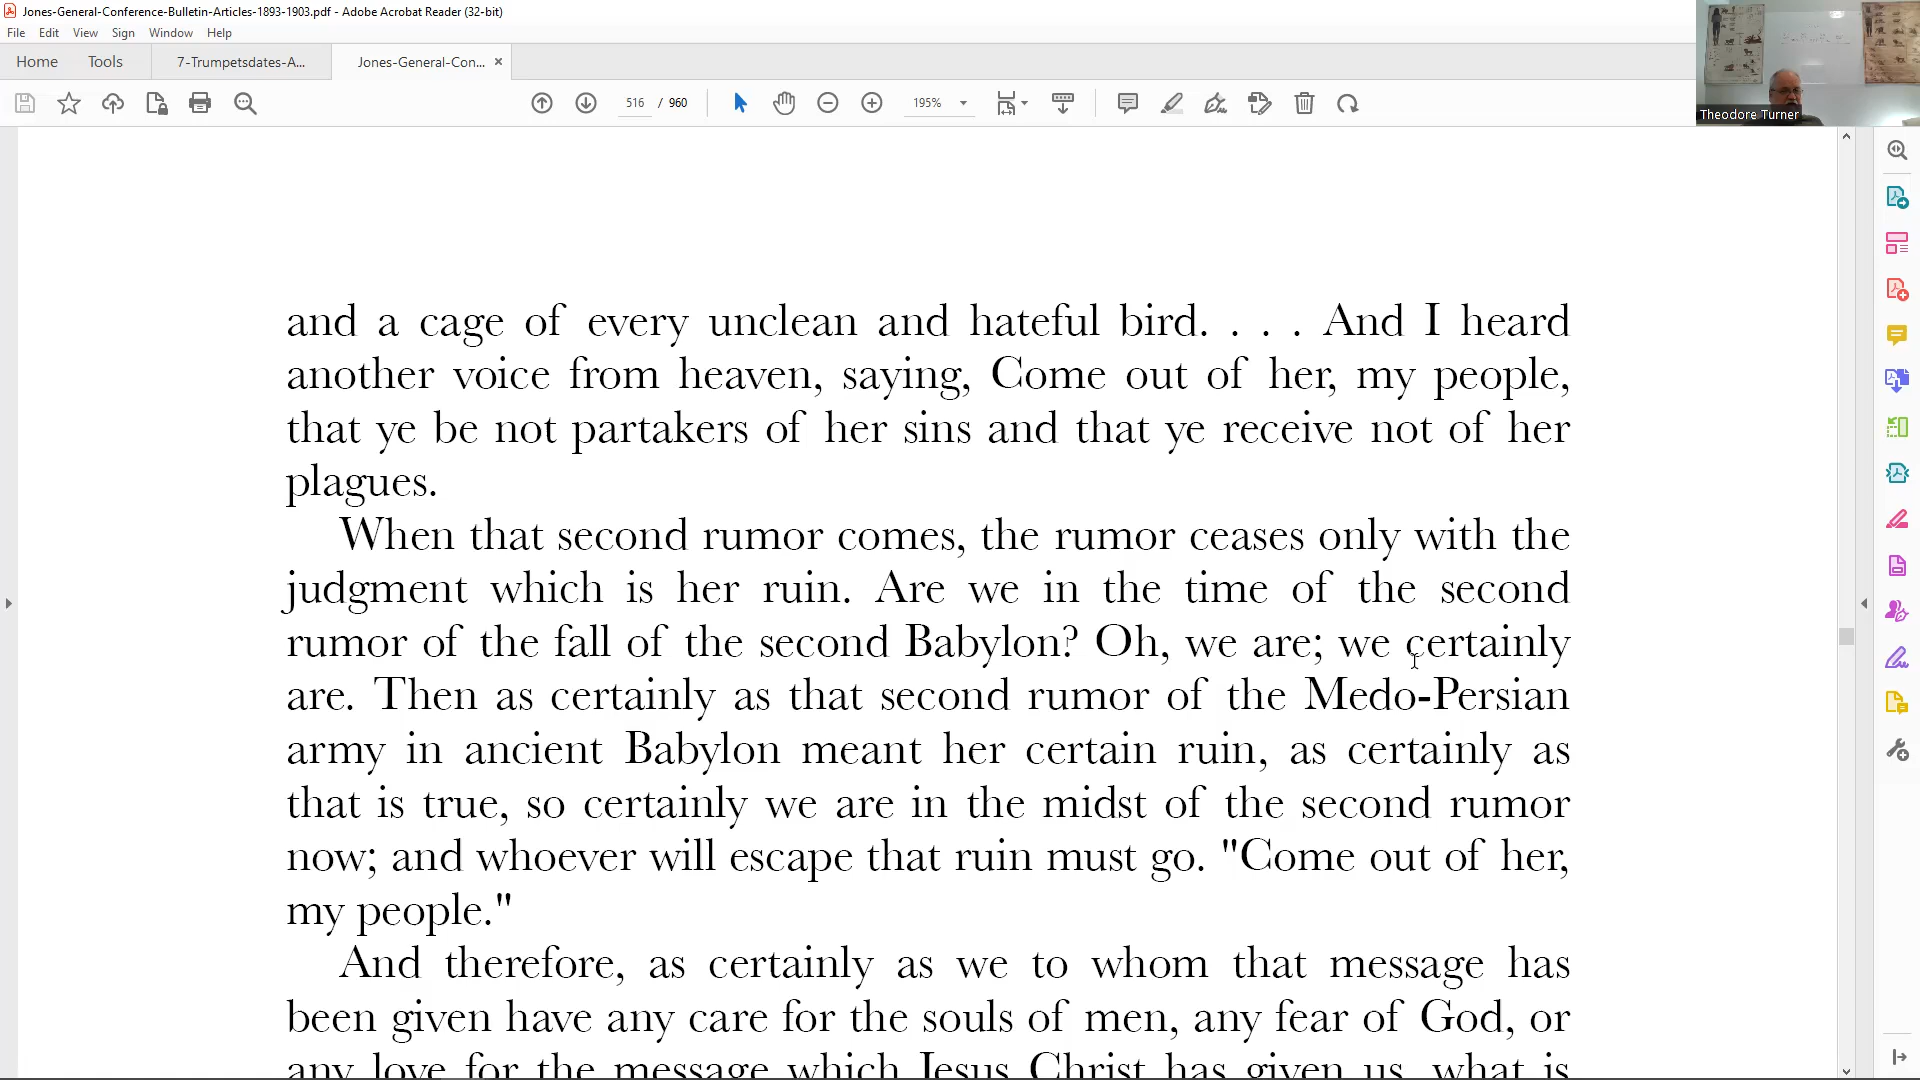 Jones-General-Conference-Bulletin-Articles-1893-1903.pdf - Adobe Acrobat Reader (32-bit)
File Edit View Sign Window Help
Home Tools 7-Trumpetsdates-A... Jones-General-Con... ×
516 / 960 195%
Theodore Turner
and a cage of every unclean and hateful bird. . . . And I heard
another voice from heaven, saying, Come out of her, my people,
that ye be not partakers of her sins and that ye receive not of her
plagues.
When that second rumor comes, the rumor ceases only with the
judgment which is her ruin. Are we in the time of the second
rumor of the fall of the second Babylon? Oh, we are; we certainly
are. Then as certainly as that second rumor of the Medo-Persian
army in ancient Babylon meant her certain ruin, as certainly as
that is true, so certainly we are in the midst of the second rumor
now; and whoever will escape that ruin must go. "Come out of her,
my people."
And therefore, as certainly as we to whom that message has
been given have any care for the souls of men, any fear of God, or
any love for the message which Jesus Christ has given us, what is